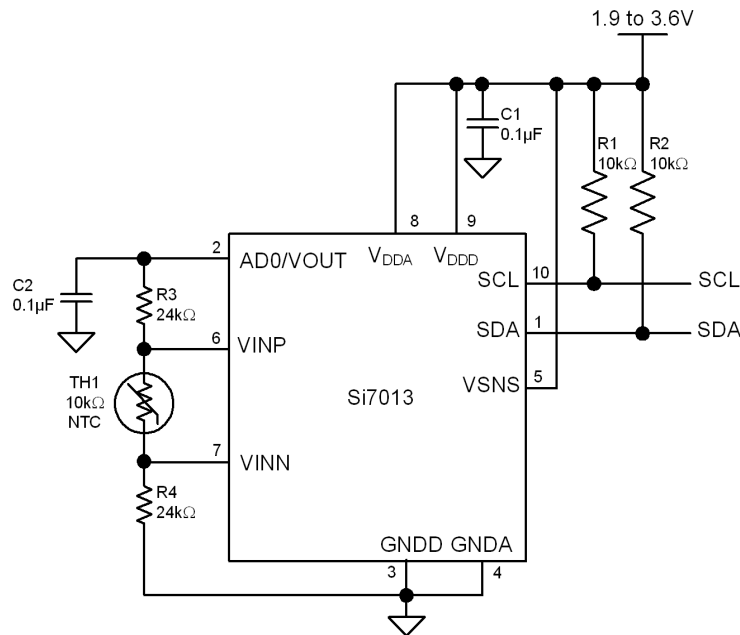 1.9 to 3.6V
C1
0.1µF
R1
10kΩ
R2
10kΩ
8
9
2
AD0/VOUT
VDDA
VDDD
C2
0.1µF
R3
24kΩ
SCL
10
SCL
6
VINP
SDA
1
SDA
TH1
10kΩ
NTC
Si7013
VSNS
5
7
VINN
R4
24kΩ
GNDD
GNDA
3
4